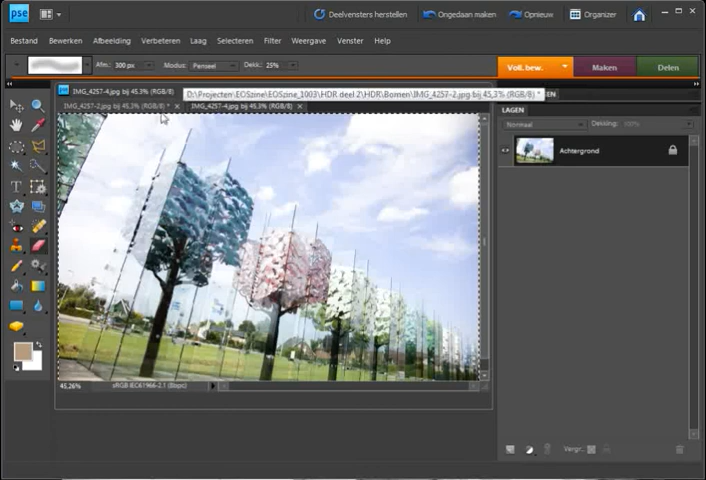 pse Deelvensters herstellen Ongedaan maken Opnieuw Organizer
Bestand Bewerken Afbeelding Verbeteren Laag Selecteren Filter Weergave Venster Help
Afm.: 300 px Modus: Penseel Dekk.: 25% Voll.bew. Maken Delen
IMG_4257-4.jpg bij 45,3% (RGB/8)
D:\Projecten\EOSzine\EOSzine_1003\HDR deel 2\HDR\Bomen\IMG_4257-2.jpg bij 45,3% (RGB/8) *
IMG_4257-2.jpg bij 45,3% (RGB/8) * × IMG_4257-4.jpg bij 45,3% (RGB/8) ×
LAGEN
Normaal Dekking: 100%
Achtergrond
T
45,26% sRGB IEC61966-2.1 (8bpc)
Vergr.: